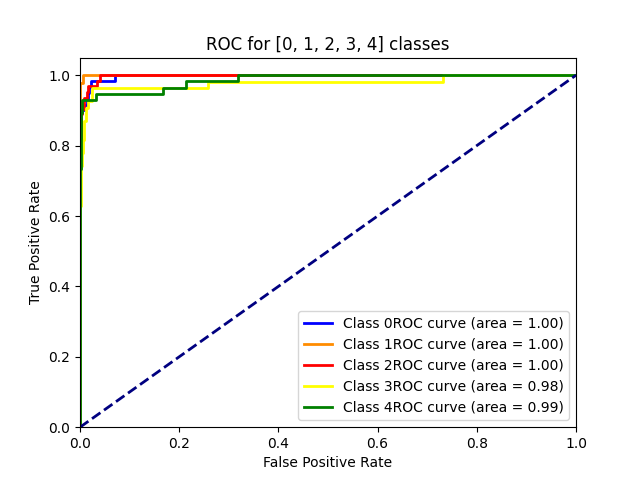 ROC for [0, 1, 2, 3, 4] classes
1.0
0.8
0.6
0.4
0.2
0.0
True Positive Rate
Class 0ROC curve (area = 1.00)
Class 1ROC curve (area = 1.00)
Class 2ROC curve (area = 1.00)
Class 3ROC curve (area = 0.98)
Class 4ROC curve (area = 0.99)
0.0 0.2 0.4 0.6 0.8 1.0
False Positive Rate